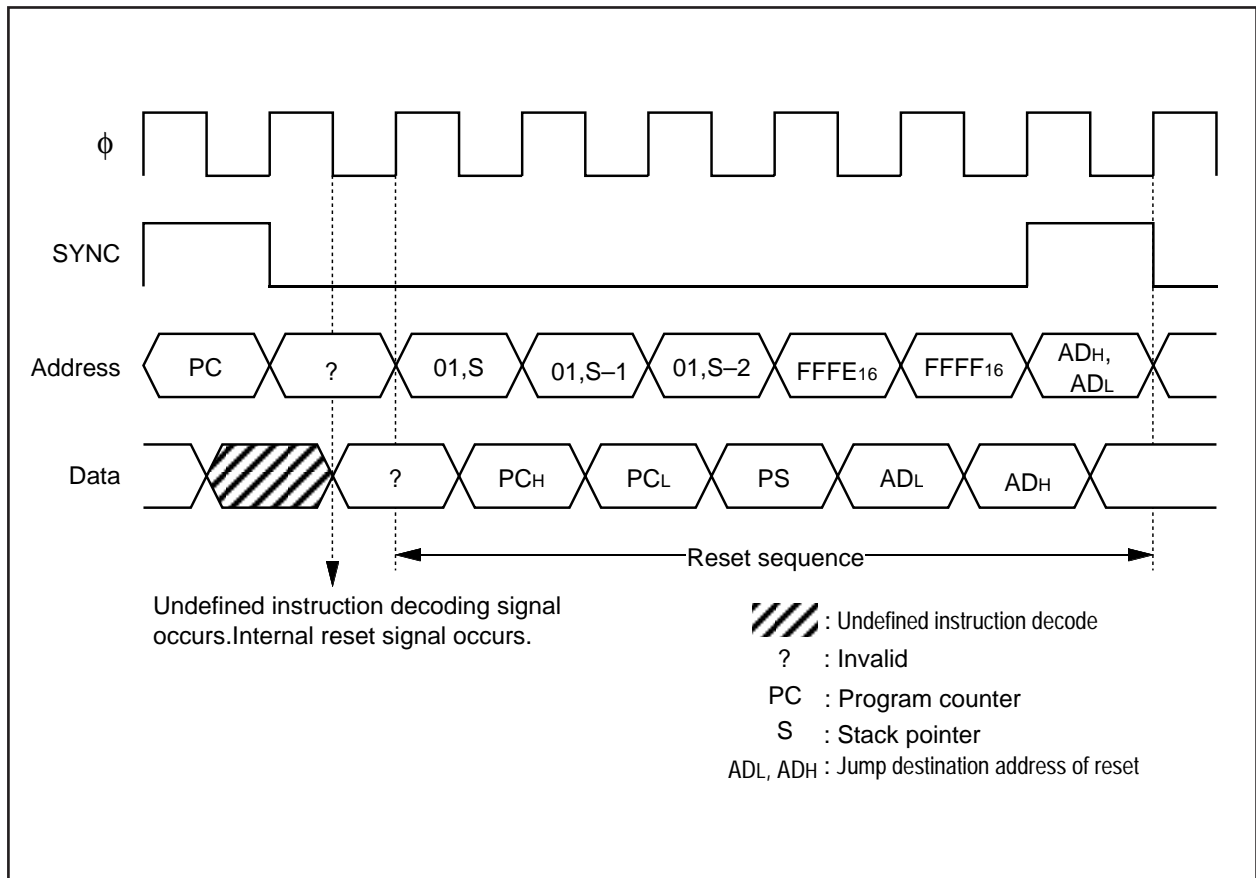 ϕ
SYNC
Address PC ? 01,S 01,S–1 01,S–2 FFFE16 FFFF16 ADH, ADL
Data ? PCH PCL PS ADL ADH
Reset sequence
Undefined instruction decoding signal
occurs.Internal reset signal occurs.
: Undefined instruction decode
? : Invalid
PC : Program counter
S : Stack pointer
ADL, ADH : Jump destination address of reset